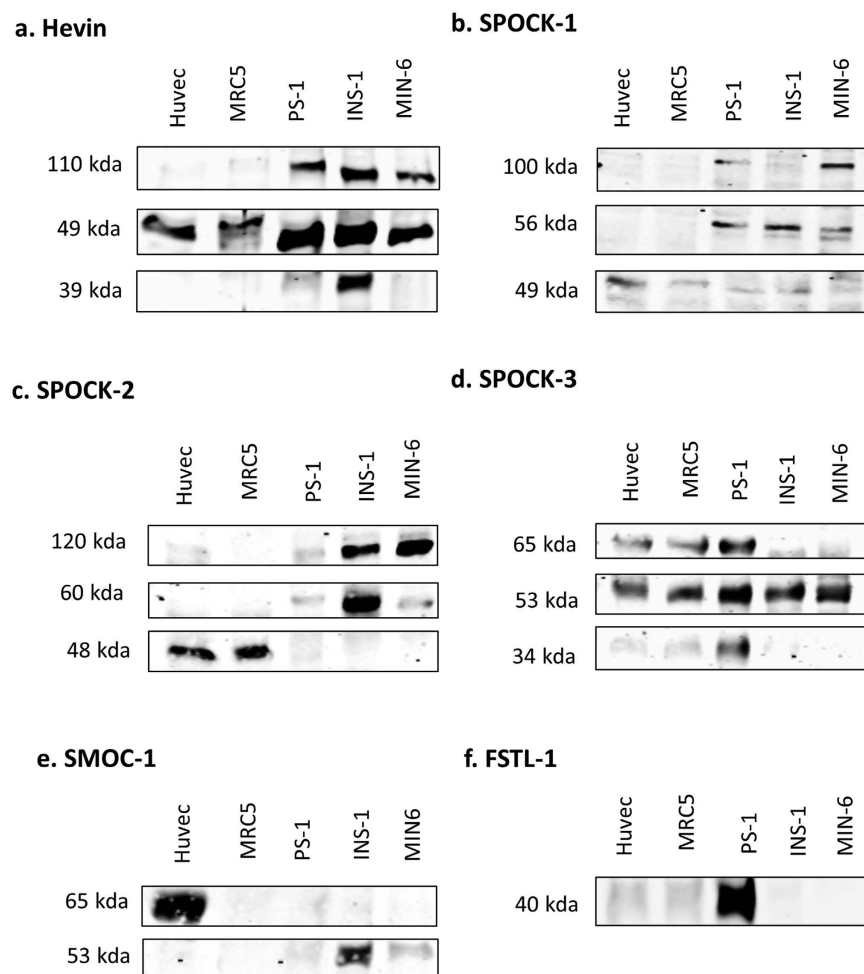 a. Hevin
Huvec MRC5 PS-1 INS-1 MIN-6
110 kda
49 kda
39 kda
b. SPOCK-1
Huvec MRC5 PS-1 INS-1 MIN-6
100 kda
56 kda
49 kda
c. SPOCK-2
Huvec MRC5 PS-1 INS-1 MIN-6
120 kda
60 kda
48 kda
d. SPOCK-3
Huvec MRC5 PS-1 INS-1 MIN-6
65 kda
53 kda
34 kda
e. SMOC-1
Huvec MRC5 PS-1 INS-1 MIN6
65 kda
53 kda
f. FSTL-1
Huvec MRC5 PS-1 INS-1 MIN-6
40 kda